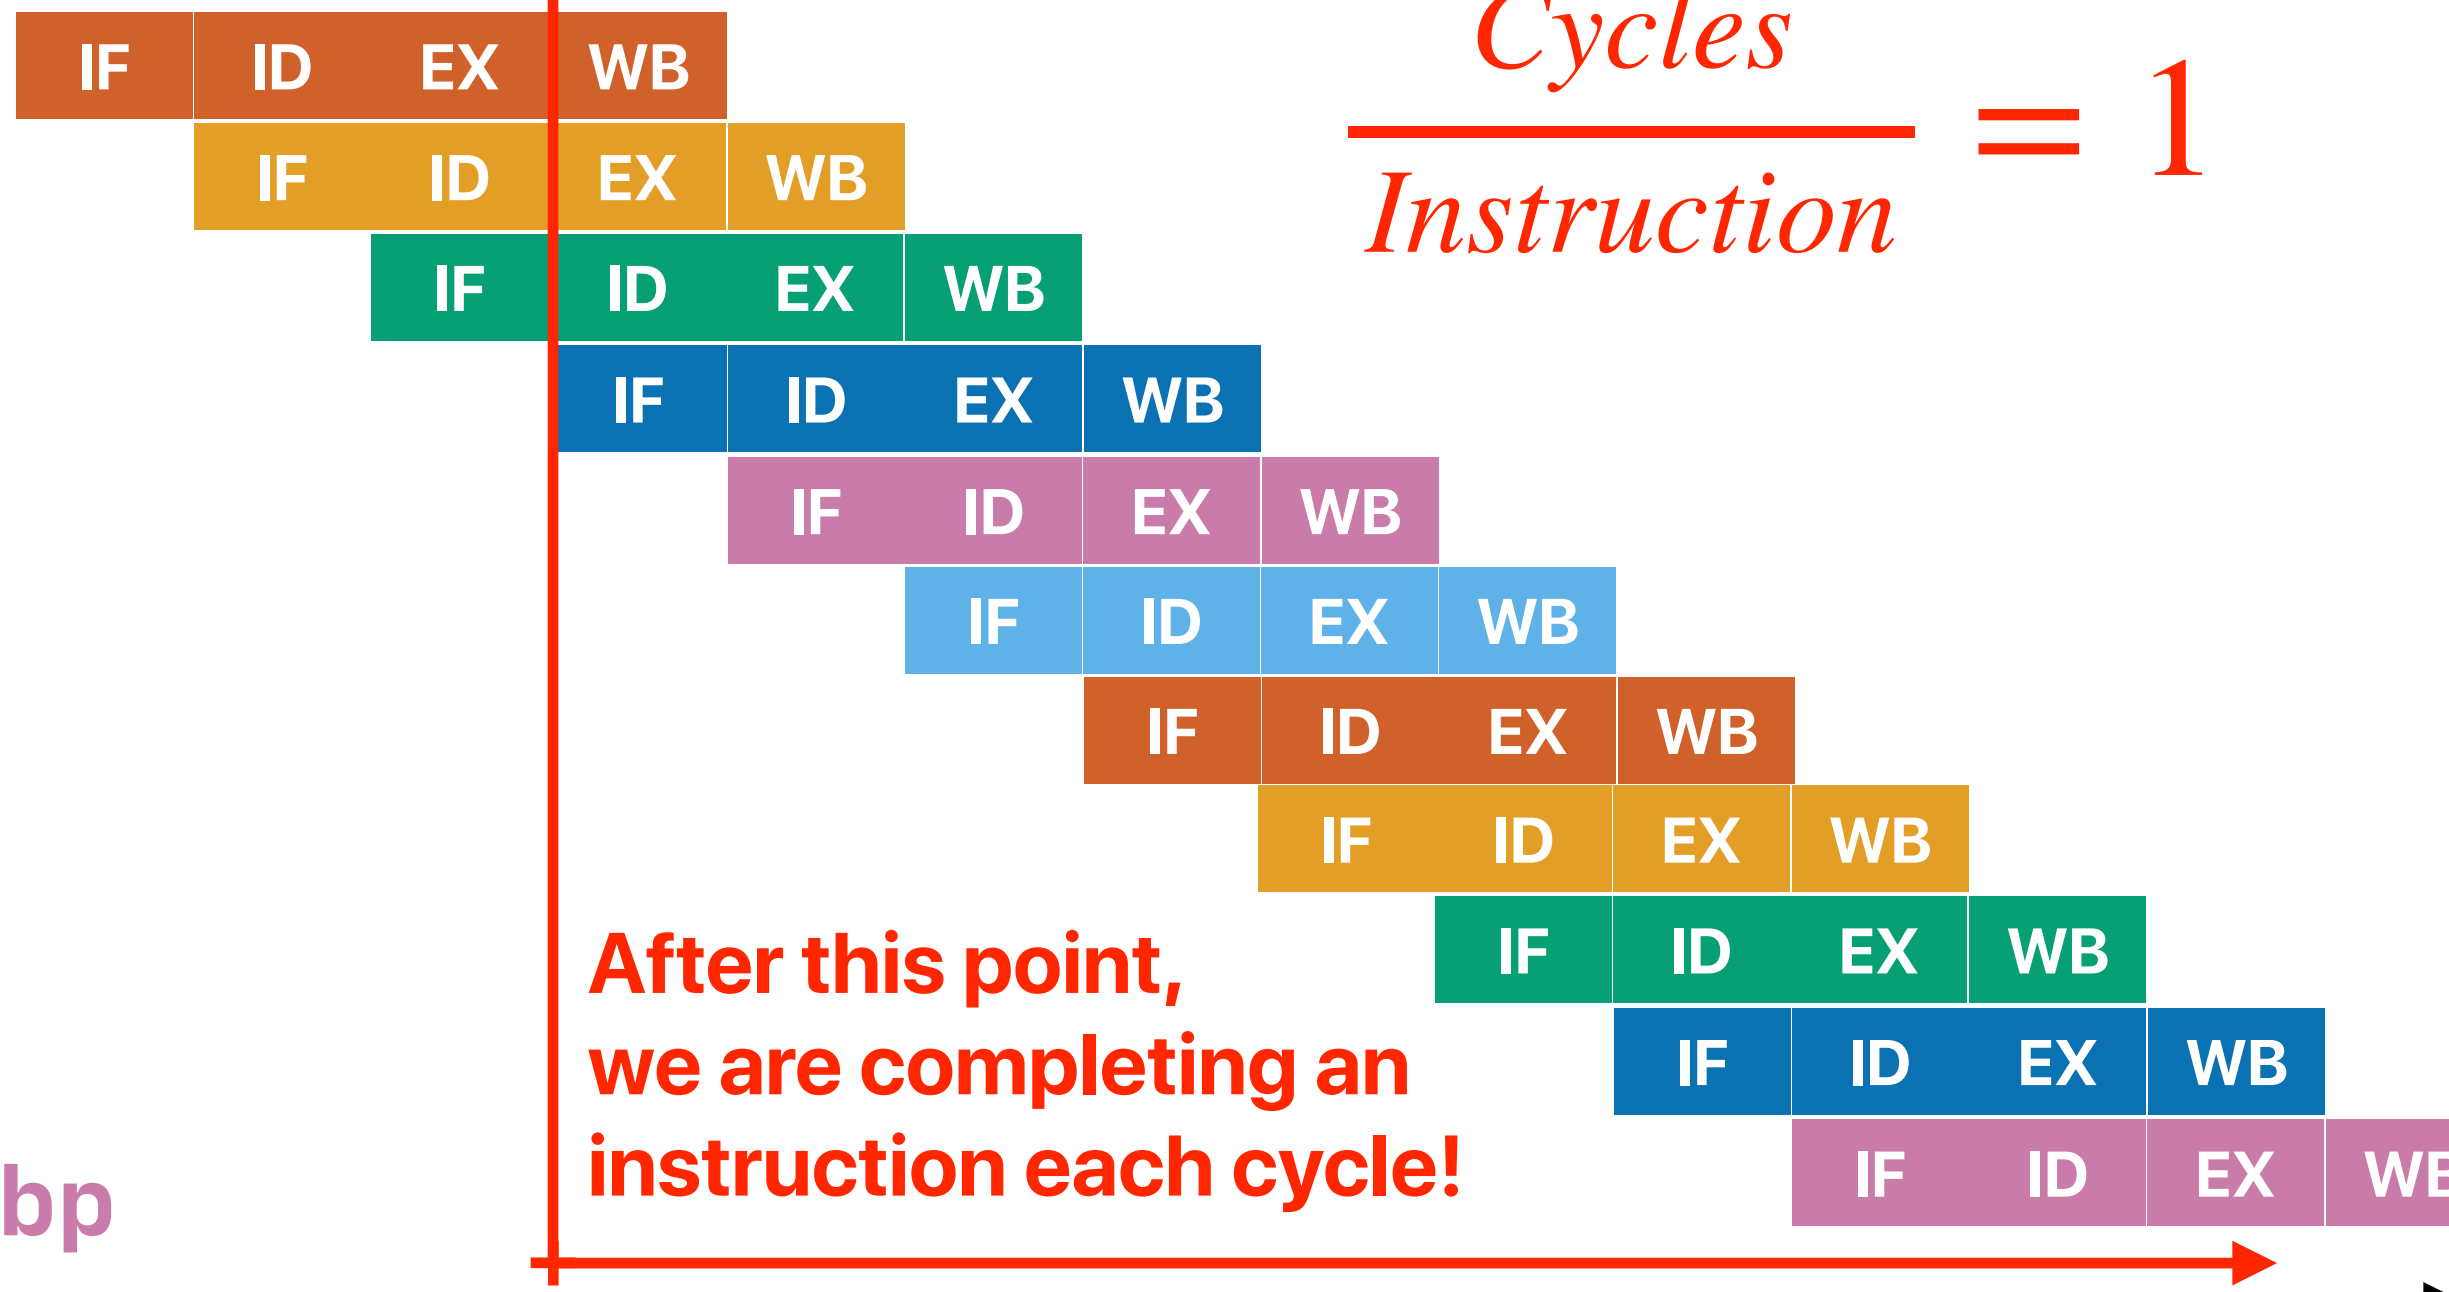 Cycles
Instruction
= 1
IF ID EX WB
IF ID EX WB
IF ID EX WB
IF ID EX WB
IF ID EX WB
IF ID EX WB
IF ID EX WB
IF ID EX WB
IF ID EX WB
IF ID EX WB
IF ID EX WB
After this point,
we are completing an
instruction each cycle!
bp